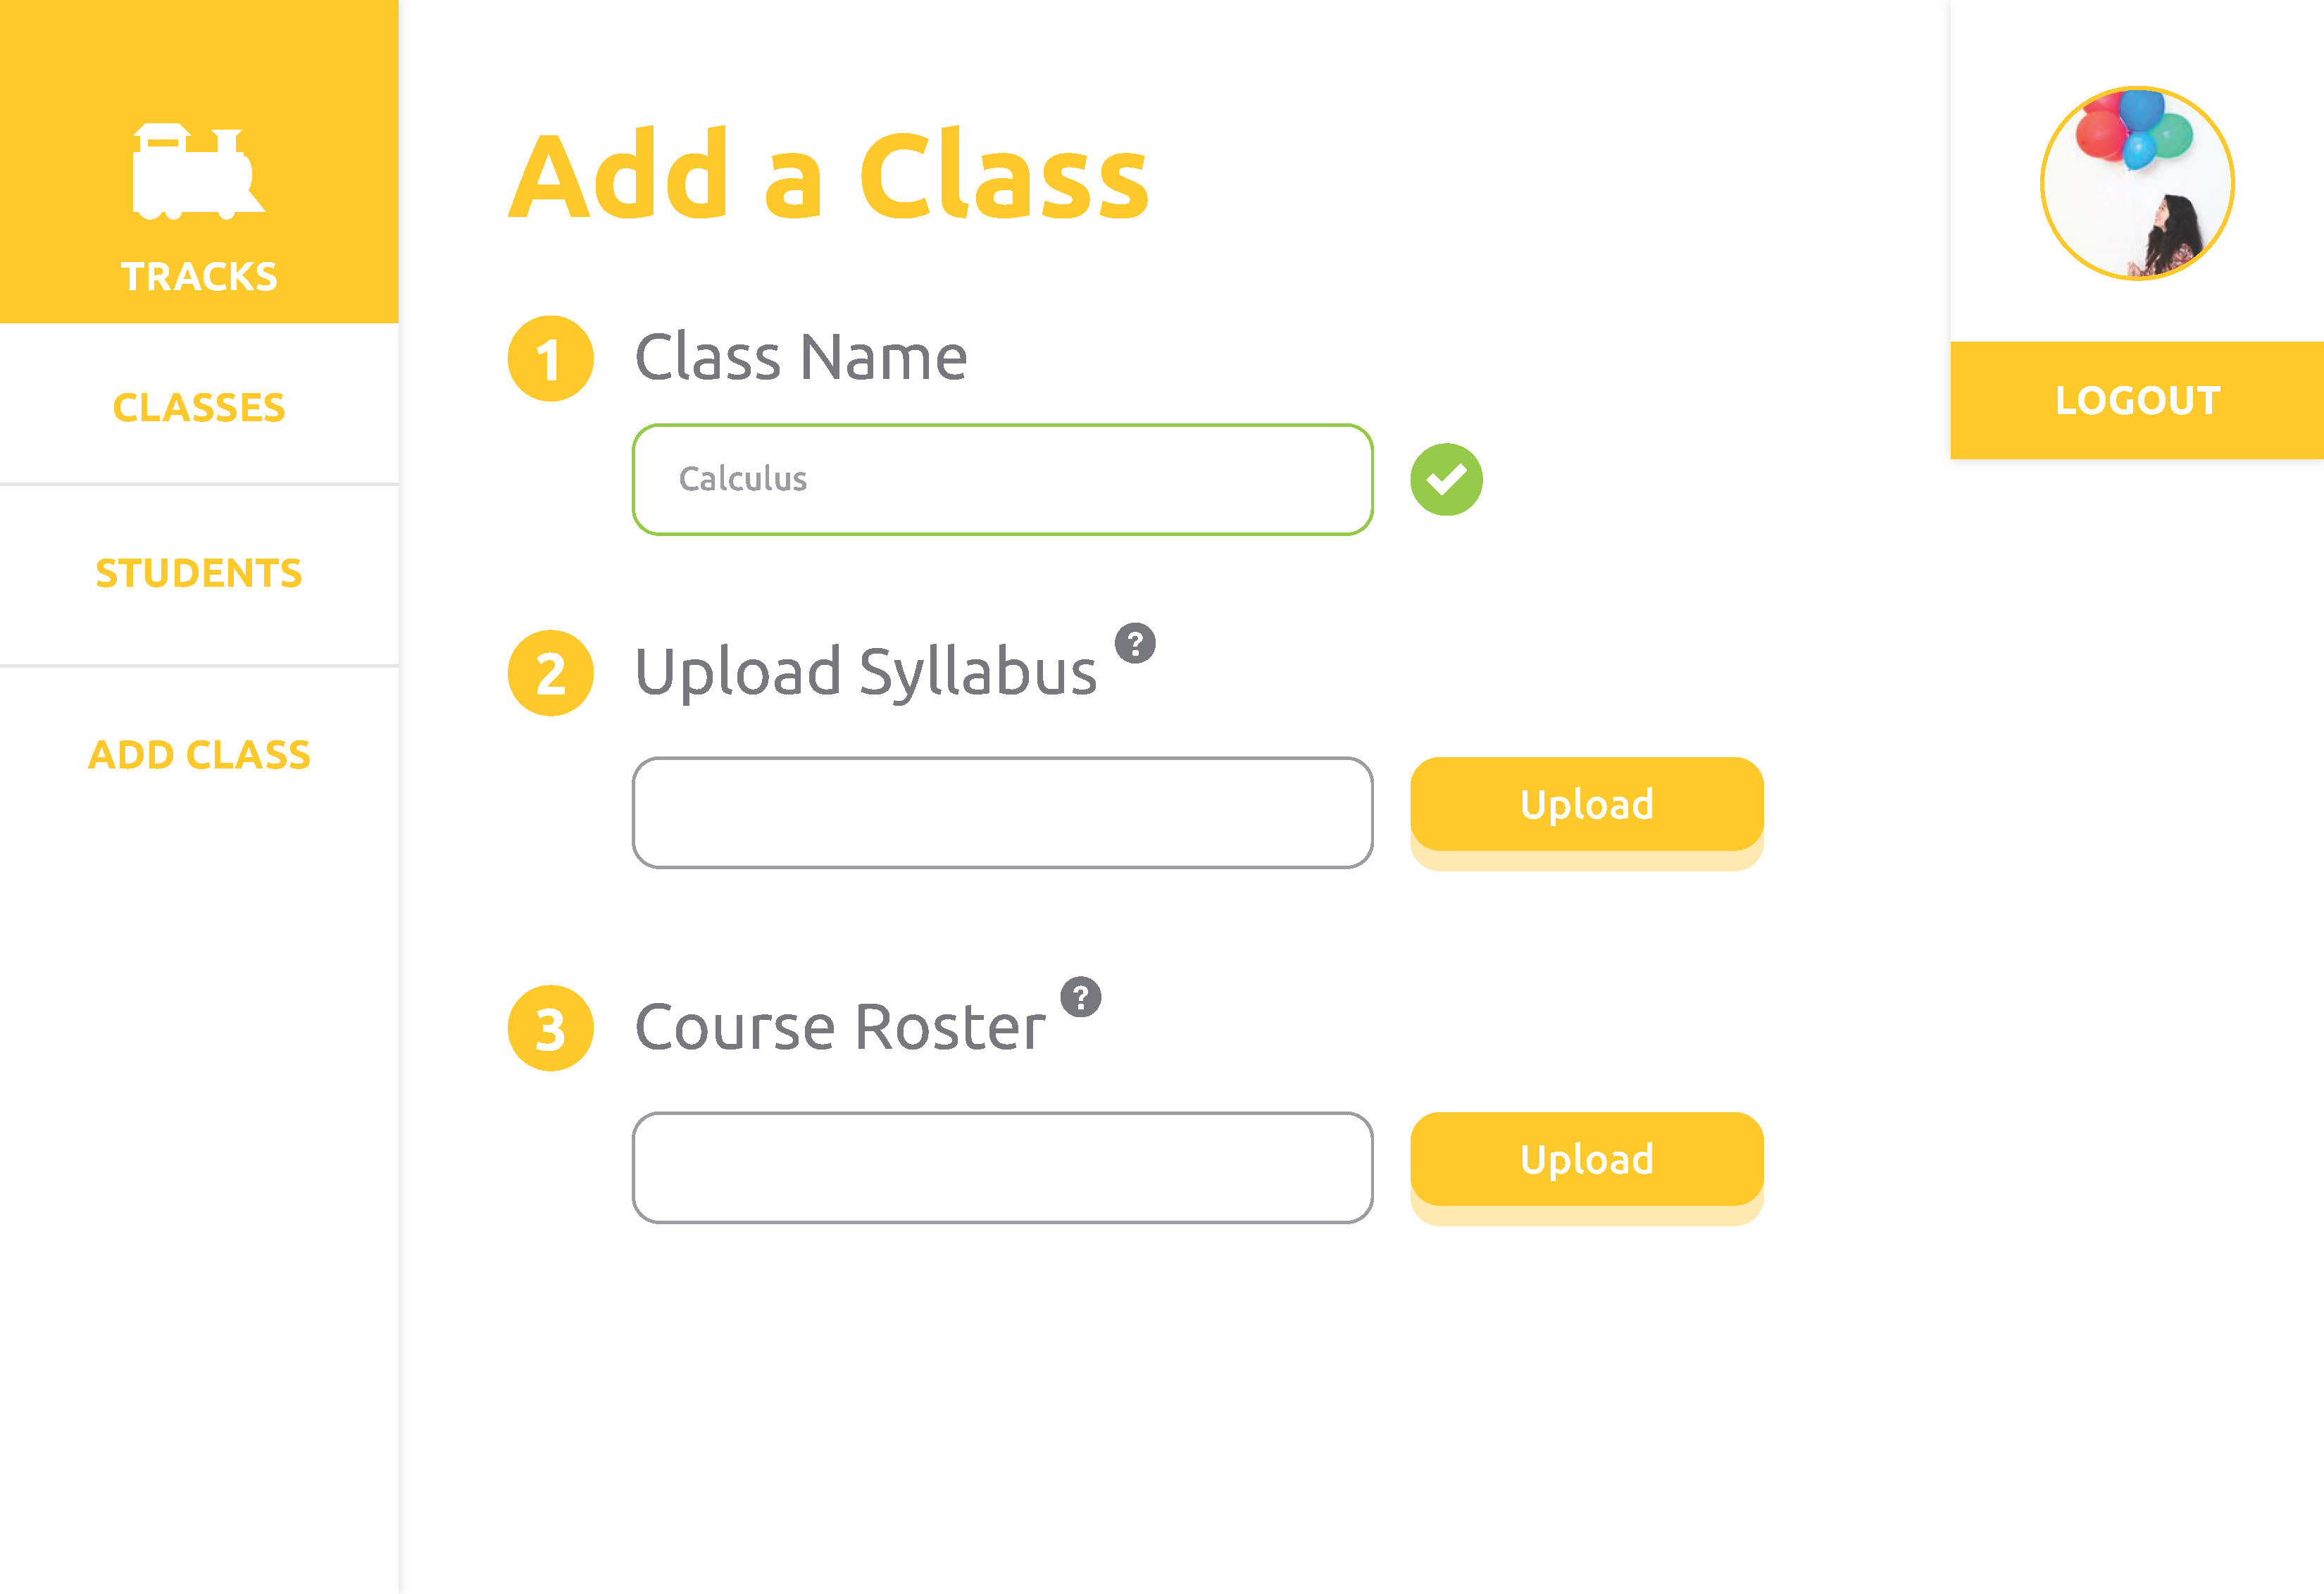 TRACKS
CLASSES
STUDENTS
ADD CLASS
Add a Class
1 Class Name
Calculus
2 Upload Syllabus ?
Upload
3 Course Roster ?
Upload
LOGOUT